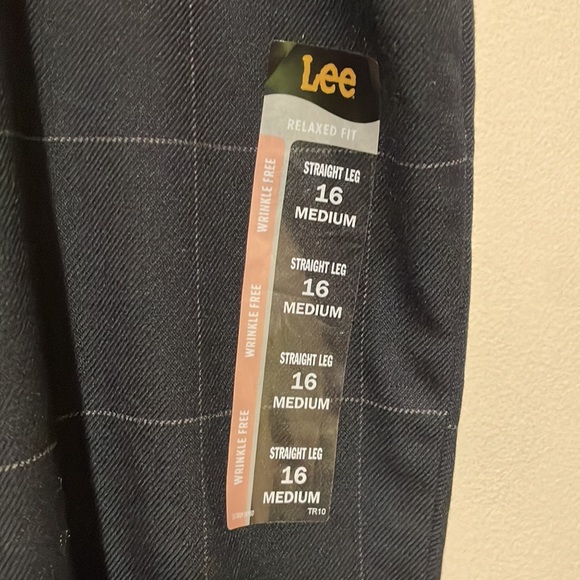 Lee
RELAXED FIT
WRINKLE FREE
STRAIGHT LEG
16
MEDIUM
WRINKLE FREE
STRAIGHT LEG
16
MEDIUM
STRAIGHT LEG
16
MEDIUM
WRINKLE FREE
STRAIGHT LEG
16
MEDIUM
TR10